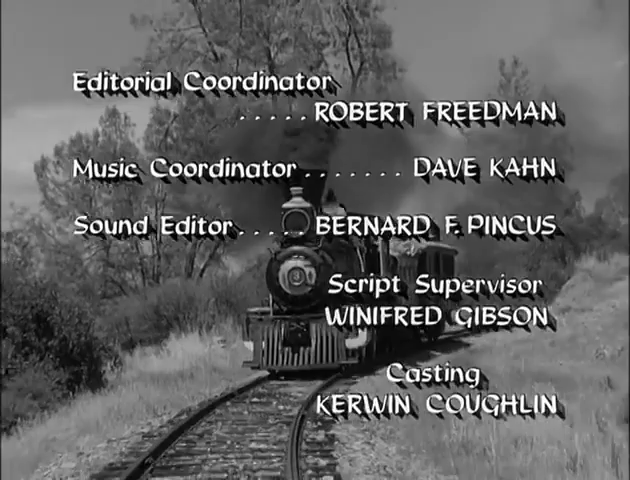 Editorial Coordinator
.....ROBERT FREEDMAN
Music Coordinator.......DAVE KAHN
Sound Editor.....BERNARD F. PINCUS
Script Supervisor
WINIFRED GIBSON
Casting
KERWIN COUGHLIN